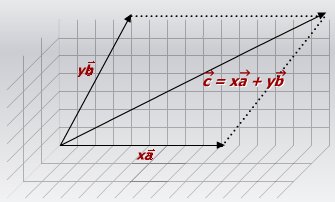 y𝑏⃗
c⃗ = xa⃗ + yb⃗
xa⃗